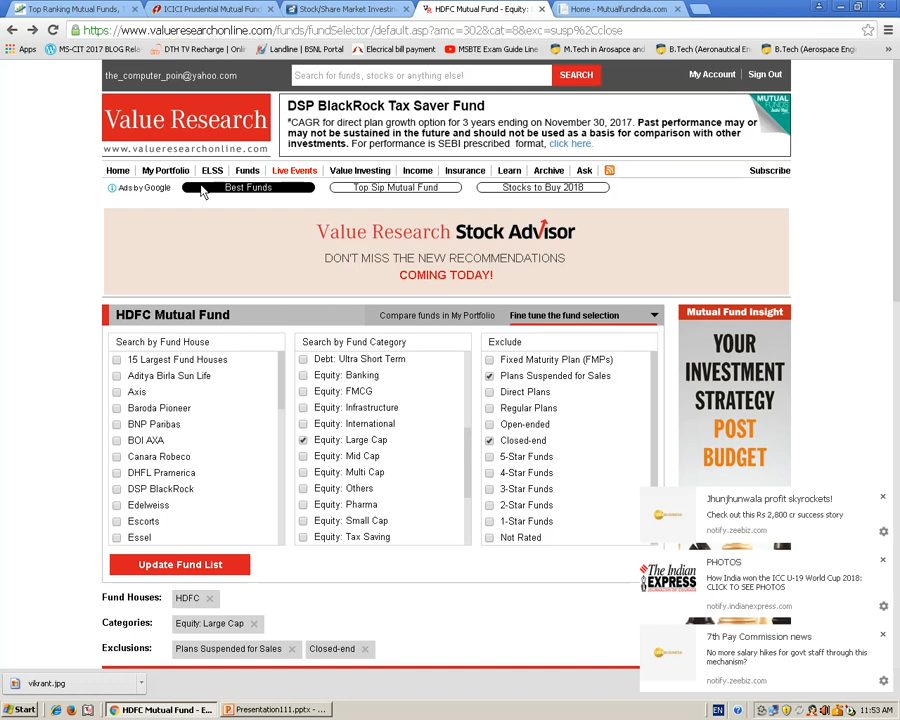 Top Ranking Mutual Funds,
ICICI Prudential Mutual Fund
Stock/Share Market Investin
HDFC Mutual Fund - Equity:
Home - Mutualfundindia.com
https://www.valueresearchonline.com/funds/fundSelector/default.asp?amc=302&cat=8&exc=susp%2Cclose
Apps
MS-CIT 2017 BLOG Rela
DTH TV Recharge | Onli
Landline | BSNL Portal
Elecrical bill payment
MSBTE Exam Guide Line
M.Tech in Arosapce and
B.Tech (Aeronautical En
B.Tech (Aerospace Eng
the_computer_poin@yahoo.com
Search for funds, stocks or anything else!
SEARCH
My Account
Sign Out
Value Research
www.valueresearchonline.com
DSP BlackRock Tax Saver Fund
*CAGR for direct plan growth option for 3 years ending on November 30, 2017. Past performance may or
may not be sustained in the future and should not be used as a basis for comparison with other
investments. For performance is SEBI prescribed format, click here.
MUTUAL
FUNDS
Sahi Hai
Home My Portfolio ELSS Funds Live Events Value Investing Income Insurance Learn Archive Ask Subscribe
Ads by Google
Best Funds
Top Sip Mutual Fund
Stocks to Buy 2018
Value Research Stock Advisor
DON'T MISS THE NEW RECOMMENDATIONS
COMING TODAY!
HDFC Mutual Fund
Compare funds in My Portfolio
Fine tune the fund selection
Search by Fund House
15 Largest Fund Houses
Aditya Birla Sun Life
Axis
Baroda Pioneer
BNP Paribas
BOI AXA
Canara Robeco
DHFL Pramerica
DSP BlackRock
Edelweiss
Escorts
Essel
Search by Fund Category
Debt: Ultra Short Term
Equity: Banking
Equity: FMCG
Equity: Infrastructure
Equity: International
Equity: Large Cap
Equity: Mid Cap
Equity: Multi Cap
Equity: Others
Equity: Pharma
Equity: Small Cap
Equity: Tax Saving
Exclude
Fixed Maturity Plan (FMPs)
Plans Suspended for Sales
Direct Plans
Regular Plans
Open-ended
Closed-end
5-Star Funds
4-Star Funds
3-Star Funds
2-Star Funds
1-Star Funds
Not Rated
Update Fund List
Fund Houses: HDFC
Categories: Equity: Large Cap
Exclusions: Plans Suspended for Sales Closed-end
Mutual Fund Insight
YOUR
INVESTMENT
STRATEGY
POST
BUDGET
Jhunjhunwala profit skyrockets!
Check out this Rs 2,800 cr success story
notify.zeebiz.com
The Indian
EXPRESS
PHOTOS
How India won the ICC U-19 World Cup 2018:
CLICK TO SEE PHOTOS
notify.indianexpress.com
7th Pay Commission news
No more salary hikes for govt staff through this
mechanism?
notify.zeebiz.com
vikrant.jpg
Start
HDFC Mutual Fund - E...
Presentation111.pptx - ...
EN
11:53 AM